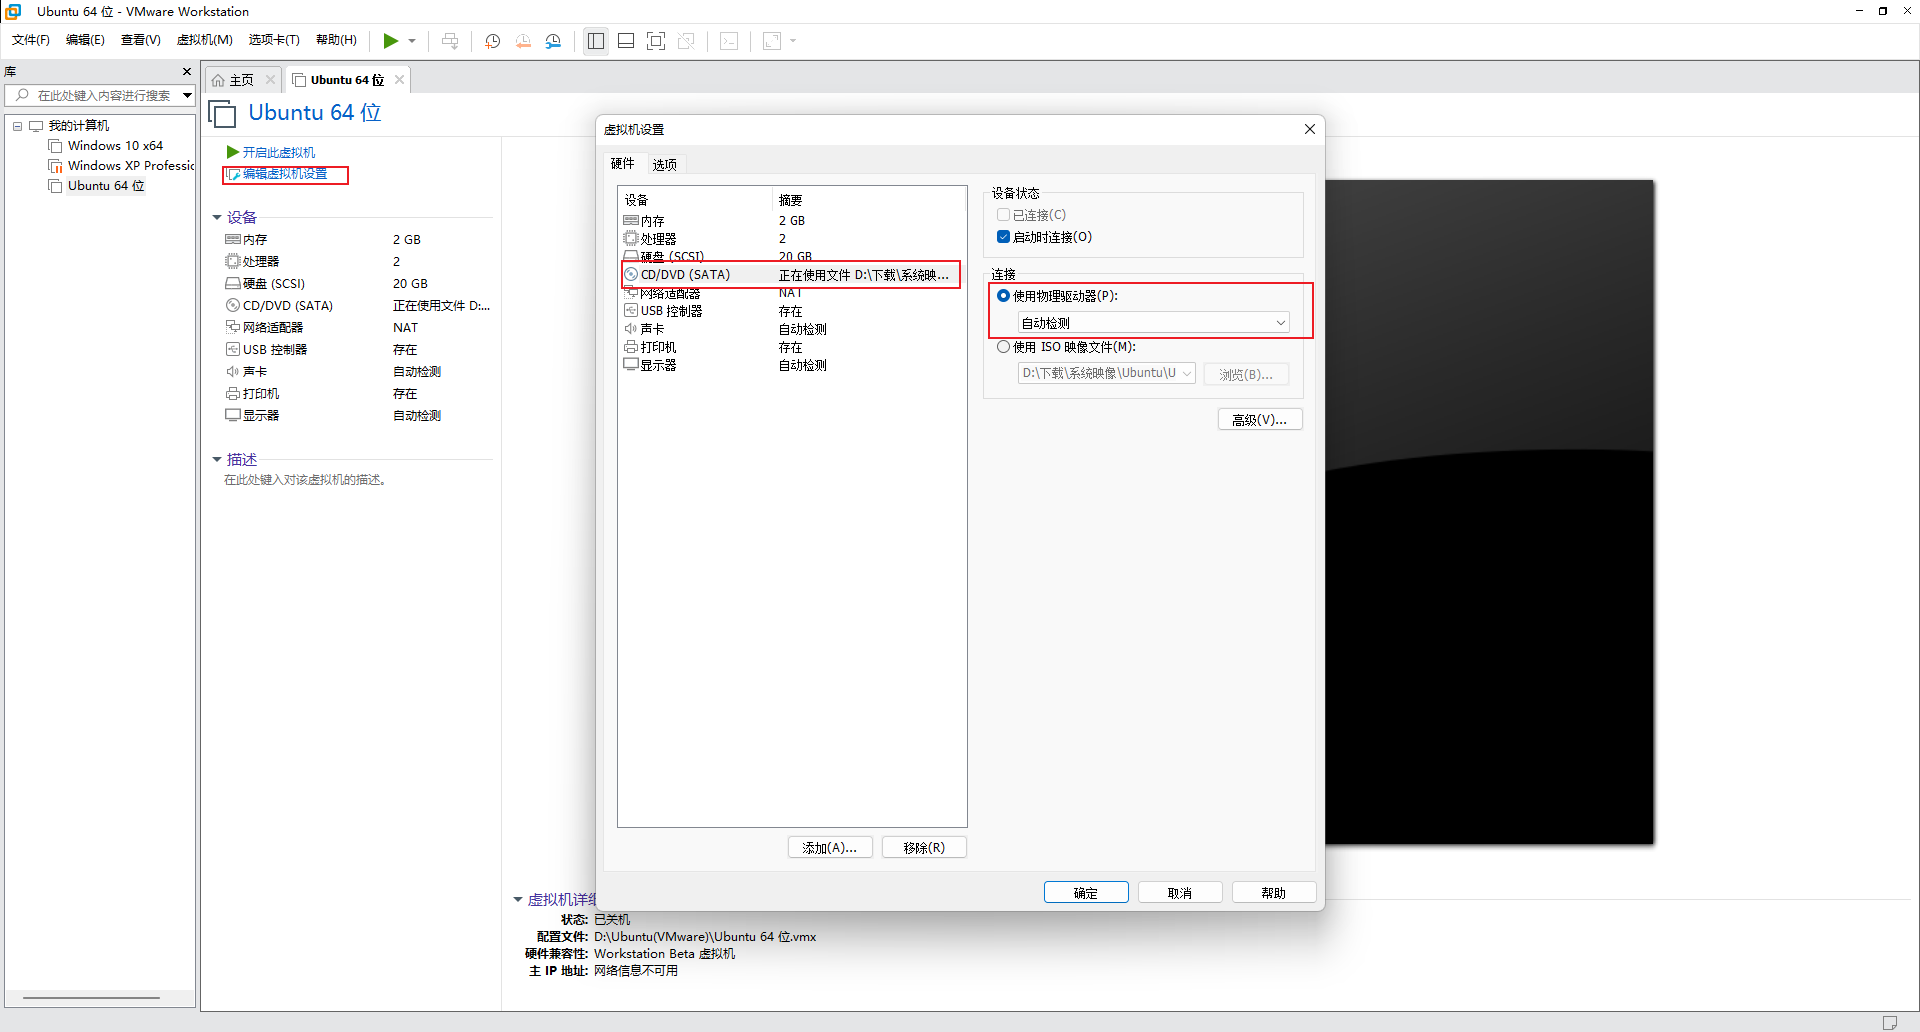 Ubuntu 64 位 - VMware Workstation
文件(F) 编辑(E) 查看(V) 虚拟机(M) 选项卡(T) 帮助(H)
库
在此处键入内容进行搜索
我的计算机
Windows 10 x64
Windows XP Professic
Ubuntu 64 位
主页
Ubuntu 64 位
Ubuntu 64 位
开启此虚拟机
编辑虚拟机设置
设备
内存 2 GB
处理器 2
硬盘 (SCSI) 20 GB
CD/DVD (SATA) 正在使用文件 D:...
网络适配器 NAT
USB 控制器 存在
声卡 自动检测
打印机 存在
显示器 自动检测
描述
在此处键入对该虚拟机的描述。
虚拟机设置
硬件 选项
设备 摘要
内存 2 GB
处理器 2
硬盘 (SCSI) 20 GB
CD/DVD (SATA) 正在使用文件 D:\下载\系统映...
网络适配器 NAT
USB 控制器 存在
声卡 自动检测
打印机 存在
显示器 自动检测
添加(A)... 移除(R)
设备状态
已连接(C)
启动时连接(O)
连接
使用物理驱动器(P):
自动检测
使用 ISO 映像文件(M):
D:\下载\系统映像\Ubuntu\U 浏览(B)...
高级(V)...
确定 取消 帮助
虚拟机详细
状态: 已关机
配置文件: D:\Ubuntu(VMware)\Ubuntu 64 位.vmx
硬件兼容性: Workstation Beta 虚拟机
主 IP 地址: 网络信息不可用